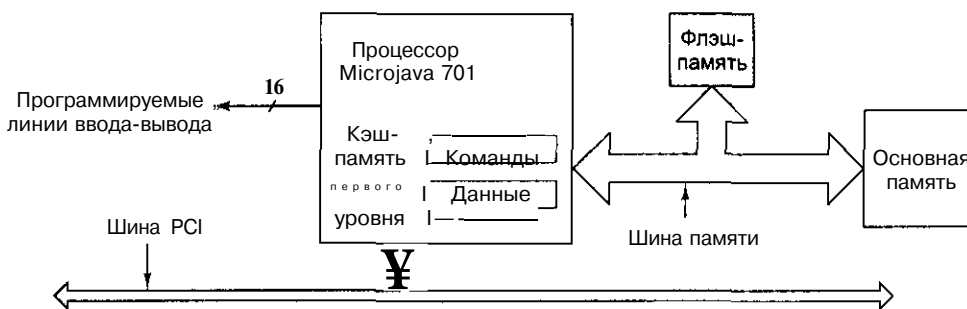 Процессор
Microjava 701
Флэш-
память
16
Программируемые
линии ввода-вывода
Кэш-
память
первого
уровня
Команды
Данные
Основная
память
Шина PCI
Шина памяти
¥